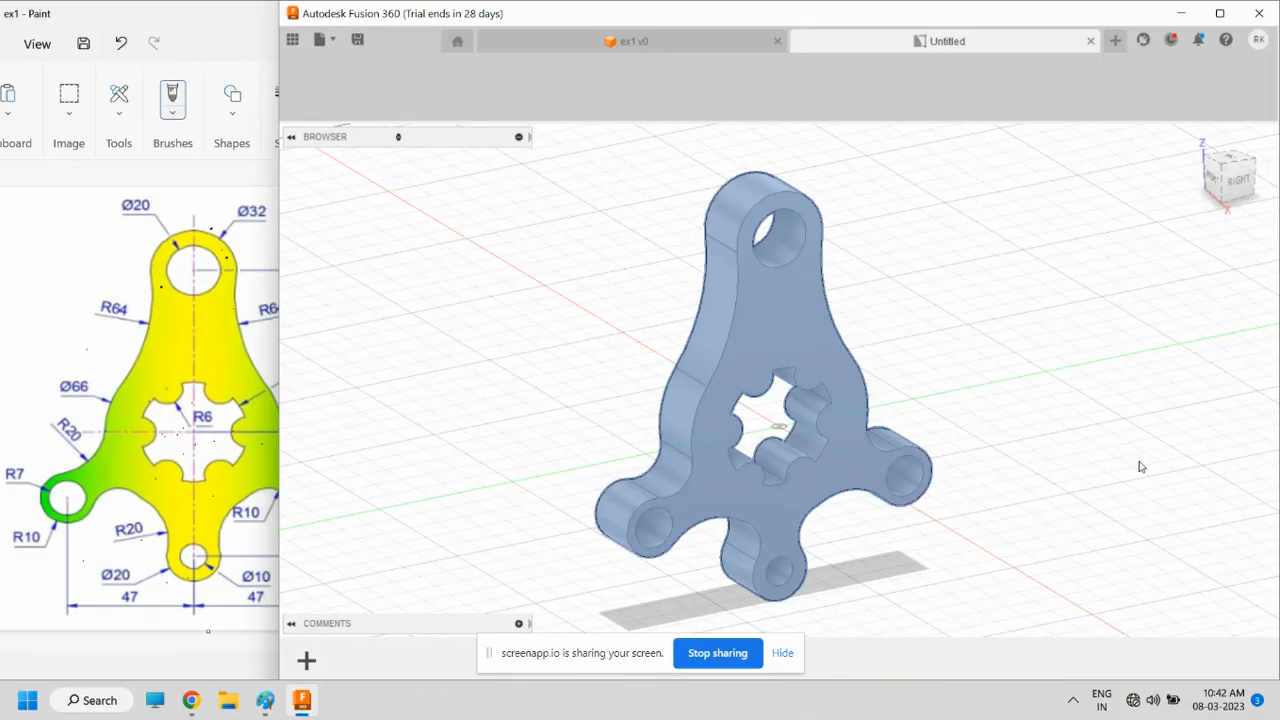 ex1 - Paint
Autodesk Fusion 360 (Trial ends in 28 days)
View
ex1 v0
Untitled
RK
BROWSER
Z
RIGHT
X
Image
Tools
Brushes
Shapes
Ø20
Ø32
R64
Ø66
R20
R6
R7
R10
R20
R10
Ø20
Ø10
47
47
COMMENTS
screenapp.io is sharing your screen.
Stop sharing
Hide
Search
ENG
IN
10:42 AM
08-03-2023
3